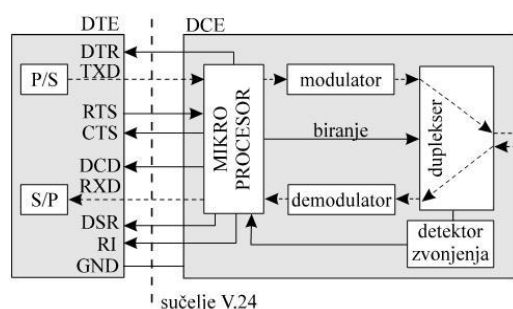 DTE
DCE
DTR
TXD
P/S
RTS
CTS
DCD
RXD
S/P
DSR
RI
GND
MIKRO
PROCESOR
modulator
biranje
demodulator
duplekser
detektor
zvonjenja
sučelje V.24